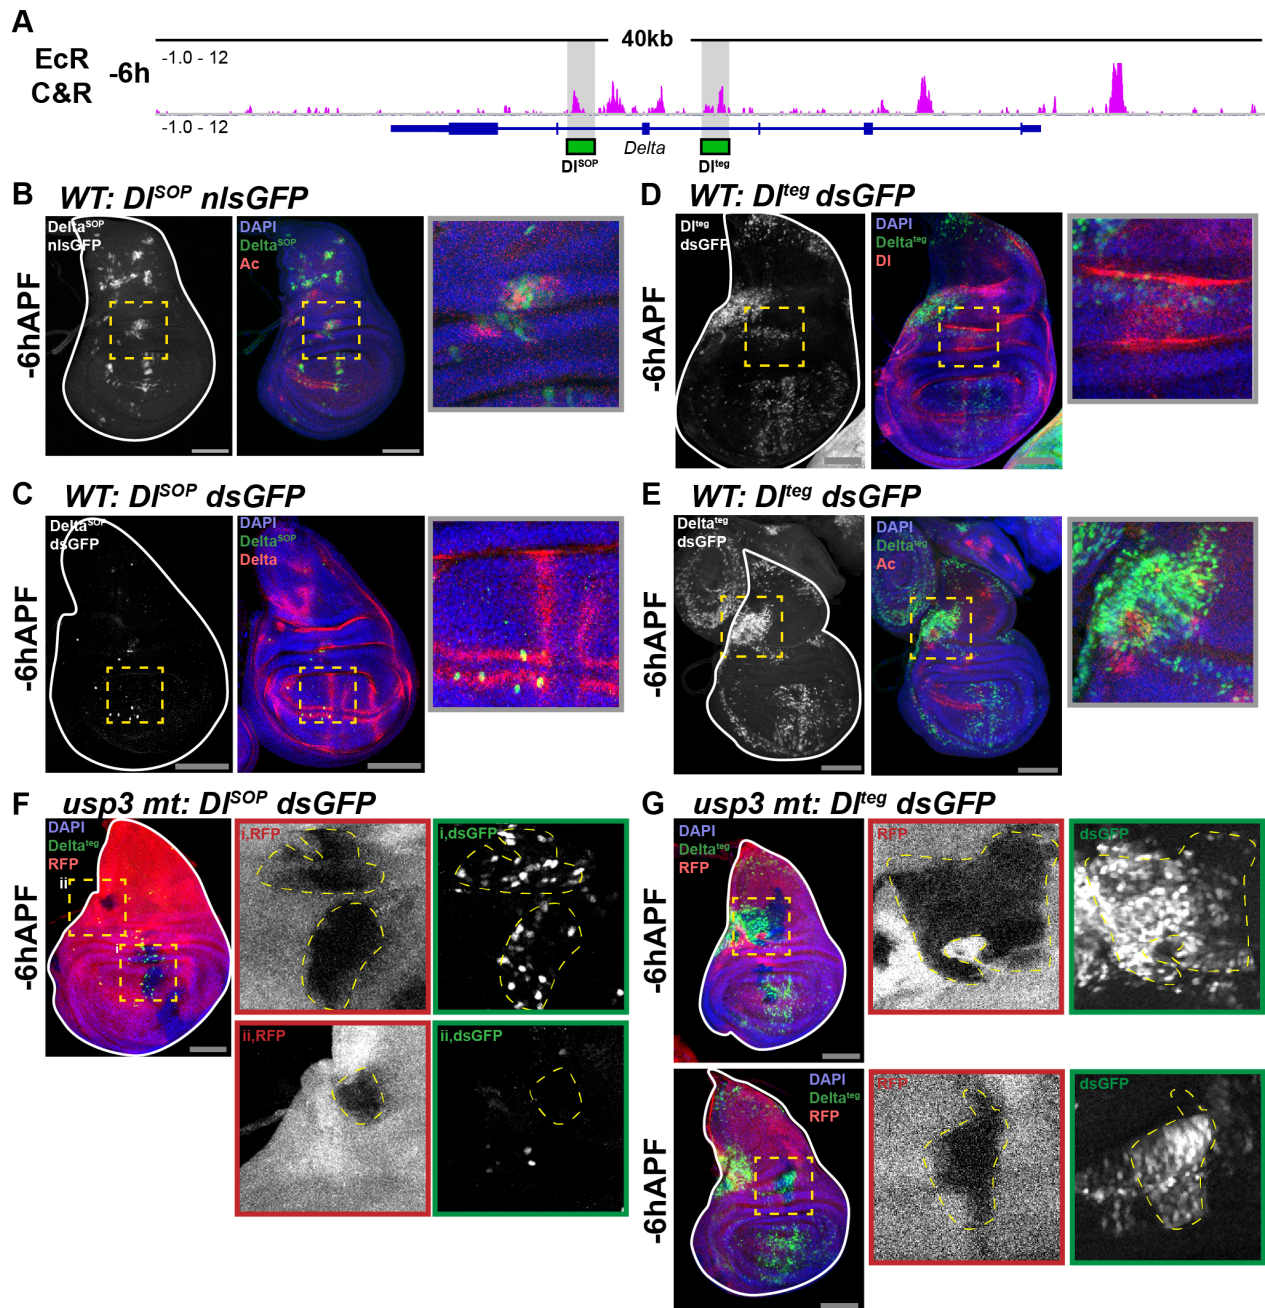 A
EcR
C&R
-6h
-1.0 - 12
40kb
-1.0 - 12
Delta
Dl^SOP
Dl^teg
B WT: Dl^SOP nlsGFP
-6hAPF
Delta^SOP
nlsGFP
DAPI
Delta^SOP
Ac
D WT: Dl^teg dsGFP
-6hAPF
Dl^teg
dsGFP
DAPI
Delta^teg
Dl
C WT: Dl^SOP dsGFP
-6hAPF
Delta^SOP
dsGFP
DAPI
Delta^SOP
Delta
E WT: Dl^teg dsGFP
-6hAPF
Delta^teg
dsGFP
DAPI
Delta^teg
Ac
F usp3 mt: Dl^SOP dsGFP
-6hAPF
DAPI
Delta^teg
RFP
ii
i
i,RFP
i,dsGFP
ii,RFP
ii,dsGFP
G usp3 mt: Dl^teg dsGFP
-6hAPF
DAPI
Delta^teg
RFP
RFP
dsGFP
-6hAPF
DAPI
Delta^teg
RFP
RFP
dsGFP